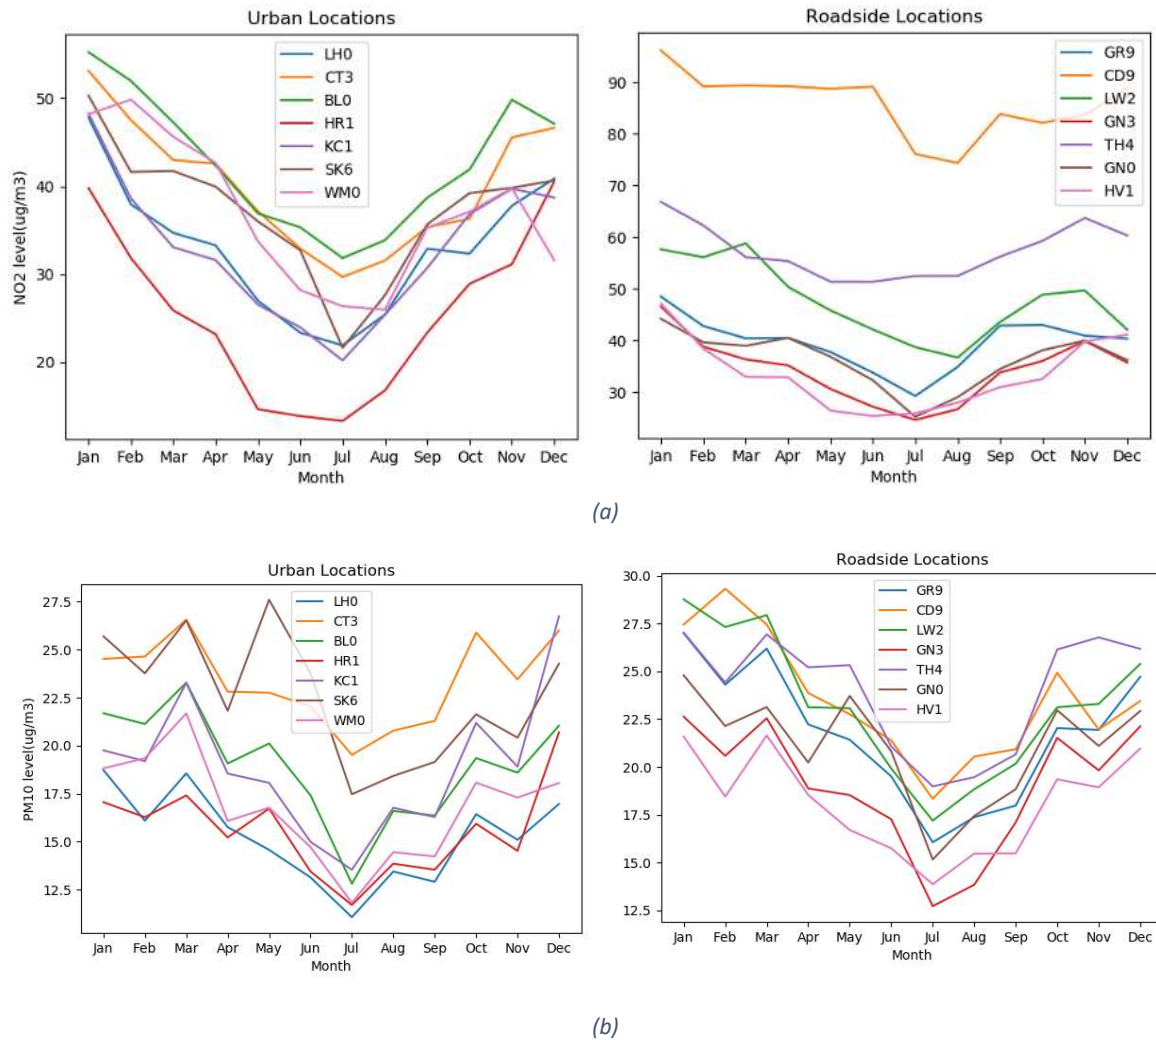 Urban Locations
NO2 level(ug/m3)
50
40
30
20
LH0
CT3
BL0
HR1
KC1
SK6
WM0
Jan Feb Mar Apr May Jun Jul Aug Sep Oct Nov Dec
Month
Roadside Locations
90
80
70
60
50
40
30
GR9
CD9
LW2
GN3
TH4
GN0
HV1
Jan Feb Mar Apr May Jun Jul Aug Sep Oct Nov Dec
Month
(a)
Urban Locations
PM10 level(ug/m3)
27.5
25.0
22.5
20.0
17.5
15.0
12.5
LH0
CT3
BL0
HR1
KC1
SK6
WM0
Jan Feb Mar Apr May Jun Jul Aug Sep Oct Nov Dec
Month
Roadside Locations
30.0
27.5
25.0
22.5
20.0
17.5
15.0
12.5
GR9
CD9
LW2
GN3
TH4
GN0
HV1
Jan Feb Mar Apr May Jun Jul Aug Sep Oct Nov Dec
Month
(b)